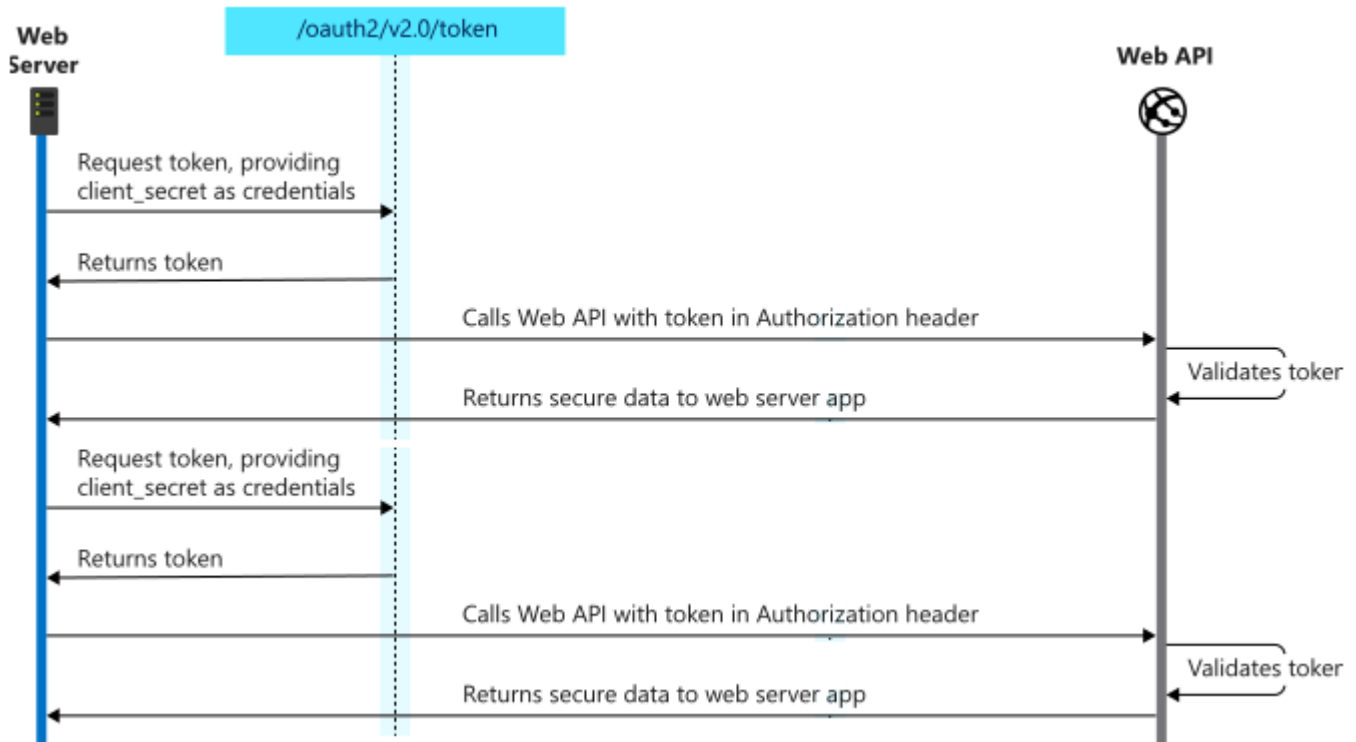 /oauth2/v2.0/token
Web
Server
Web API
Request token, providing
client_secret as credentials
Returns token
Calls Web API with token in Authorization header
Validates token
Returns secure data to web server app
Request token, providing
client_secret as credentials
Returns token
Calls Web API with token in Authorization header
Validates token
Returns secure data to web server app